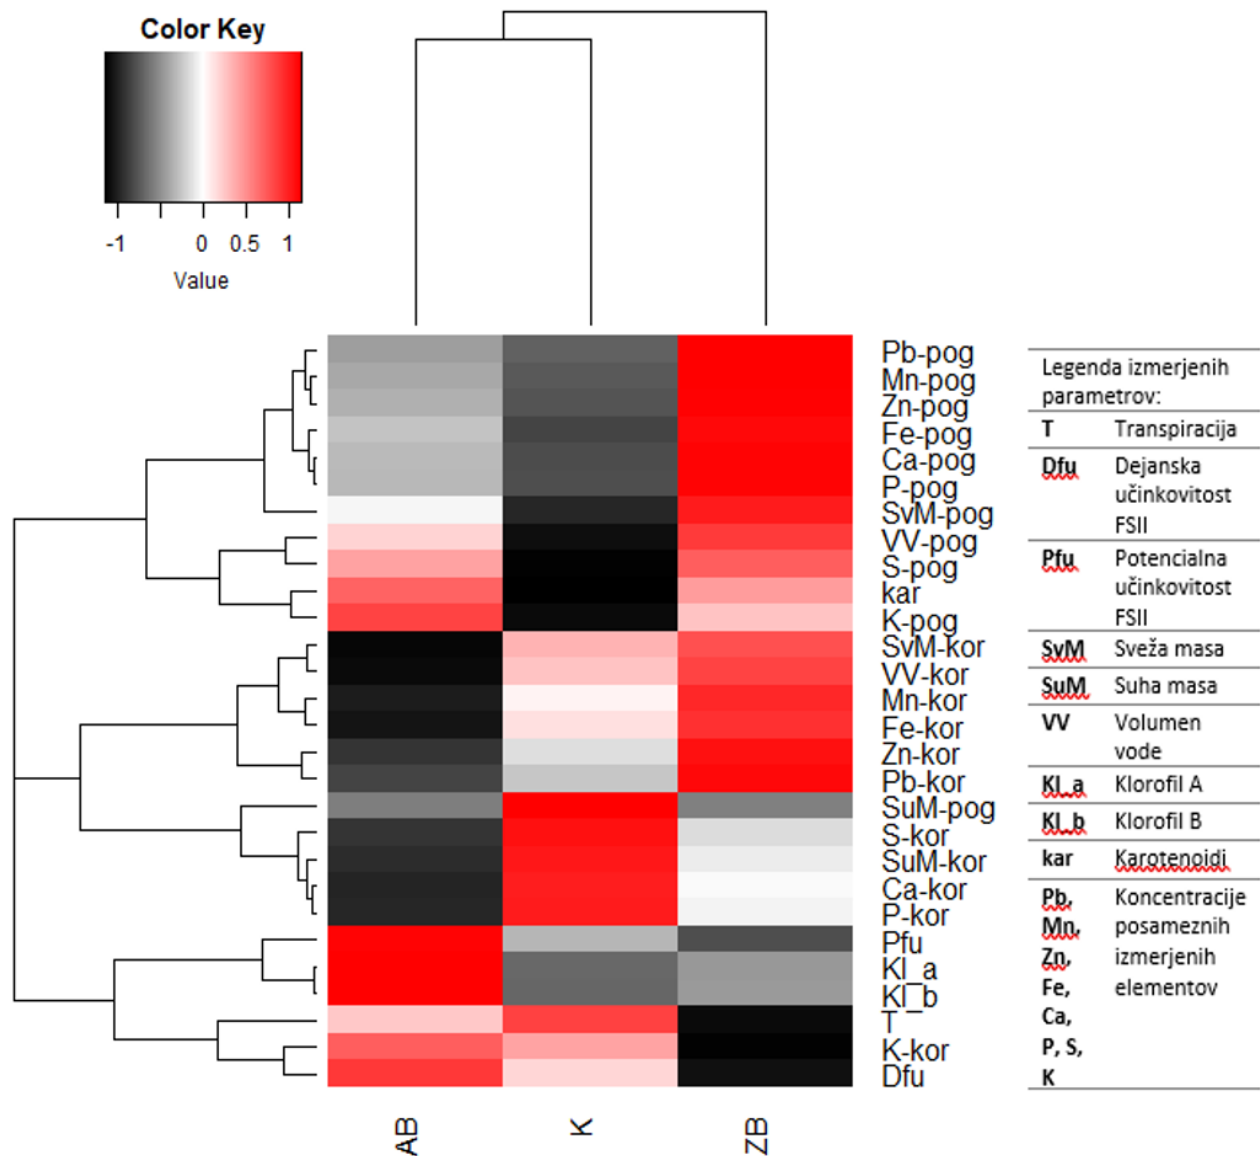 Color Key
-1 0 0.5 1
Value
Pb-pog
Mn-pog
Zn-pog
Fe-pog
Ca-pog
P-pog
SvM-pog
VV-pog
S-pog
kar
K-pog
SvM-kor
VV-kor
Mn-kor
Fe-kor
Zn-kor
Pb-kor
SuM-pog
S-kor
SuM-kor
Ca-kor
P-kor
Pfu
Kl_a
Kl_b
T
K-kor
Dfu
AB K ZB
Legenda izmerjenih
parametrov:
T Transpiracija
Dfu Dejanska
učinkovitost
FSII
Pfu Potencialna
učinkovitost
FSII
SvM Sveža masa
SuM Suha masa
VV Volumen
vode
Kl_a Klorofil A
Kl_b Klorofil B
kar Karotenoidi
Pb, Koncentracije
Mn, posameznih
Zn, izmerjenih
Fe, elementov
Ca,
P, S,
K